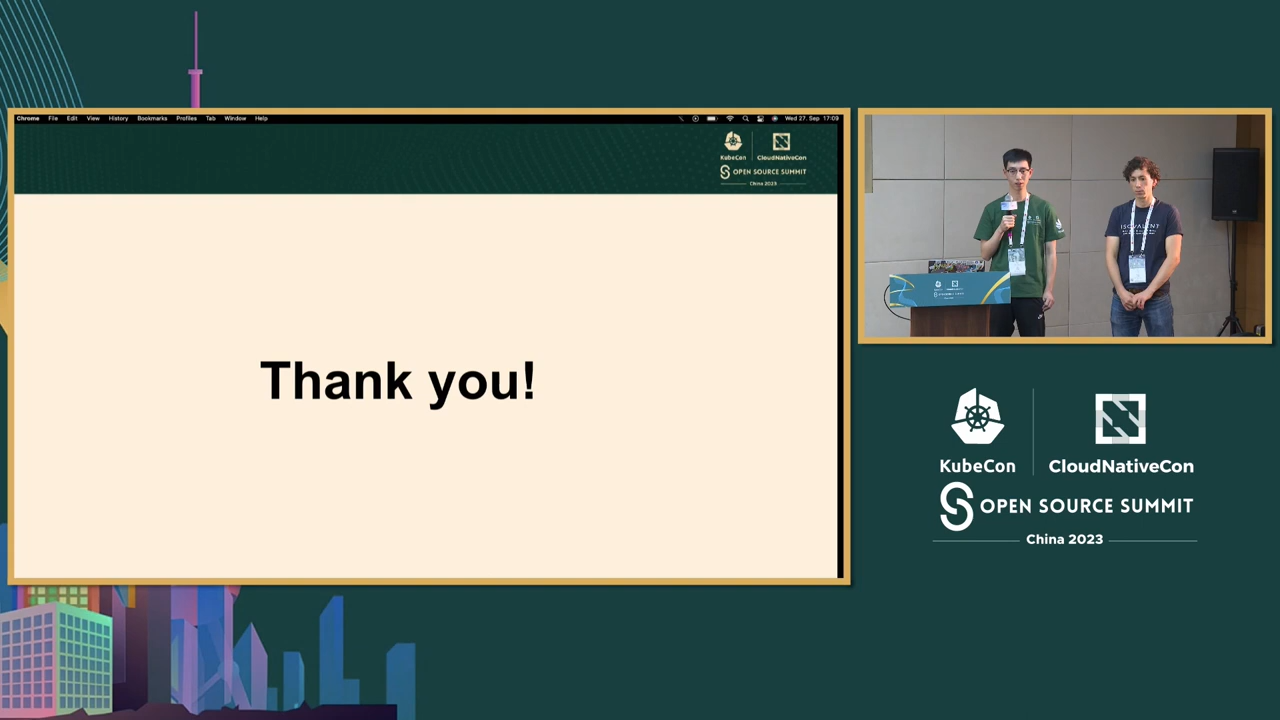 Chrome File Edit View History Bookmarks Profiles Tab Window Help
Wed 27. Sep 17:09
KubeCon CloudNativeCon
OPEN SOURCE SUMMIT
China 2023
Thank you!
ISOVALENT
KubeCon CloudNativeCon
OPEN SOURCE SUMMIT
China 2023